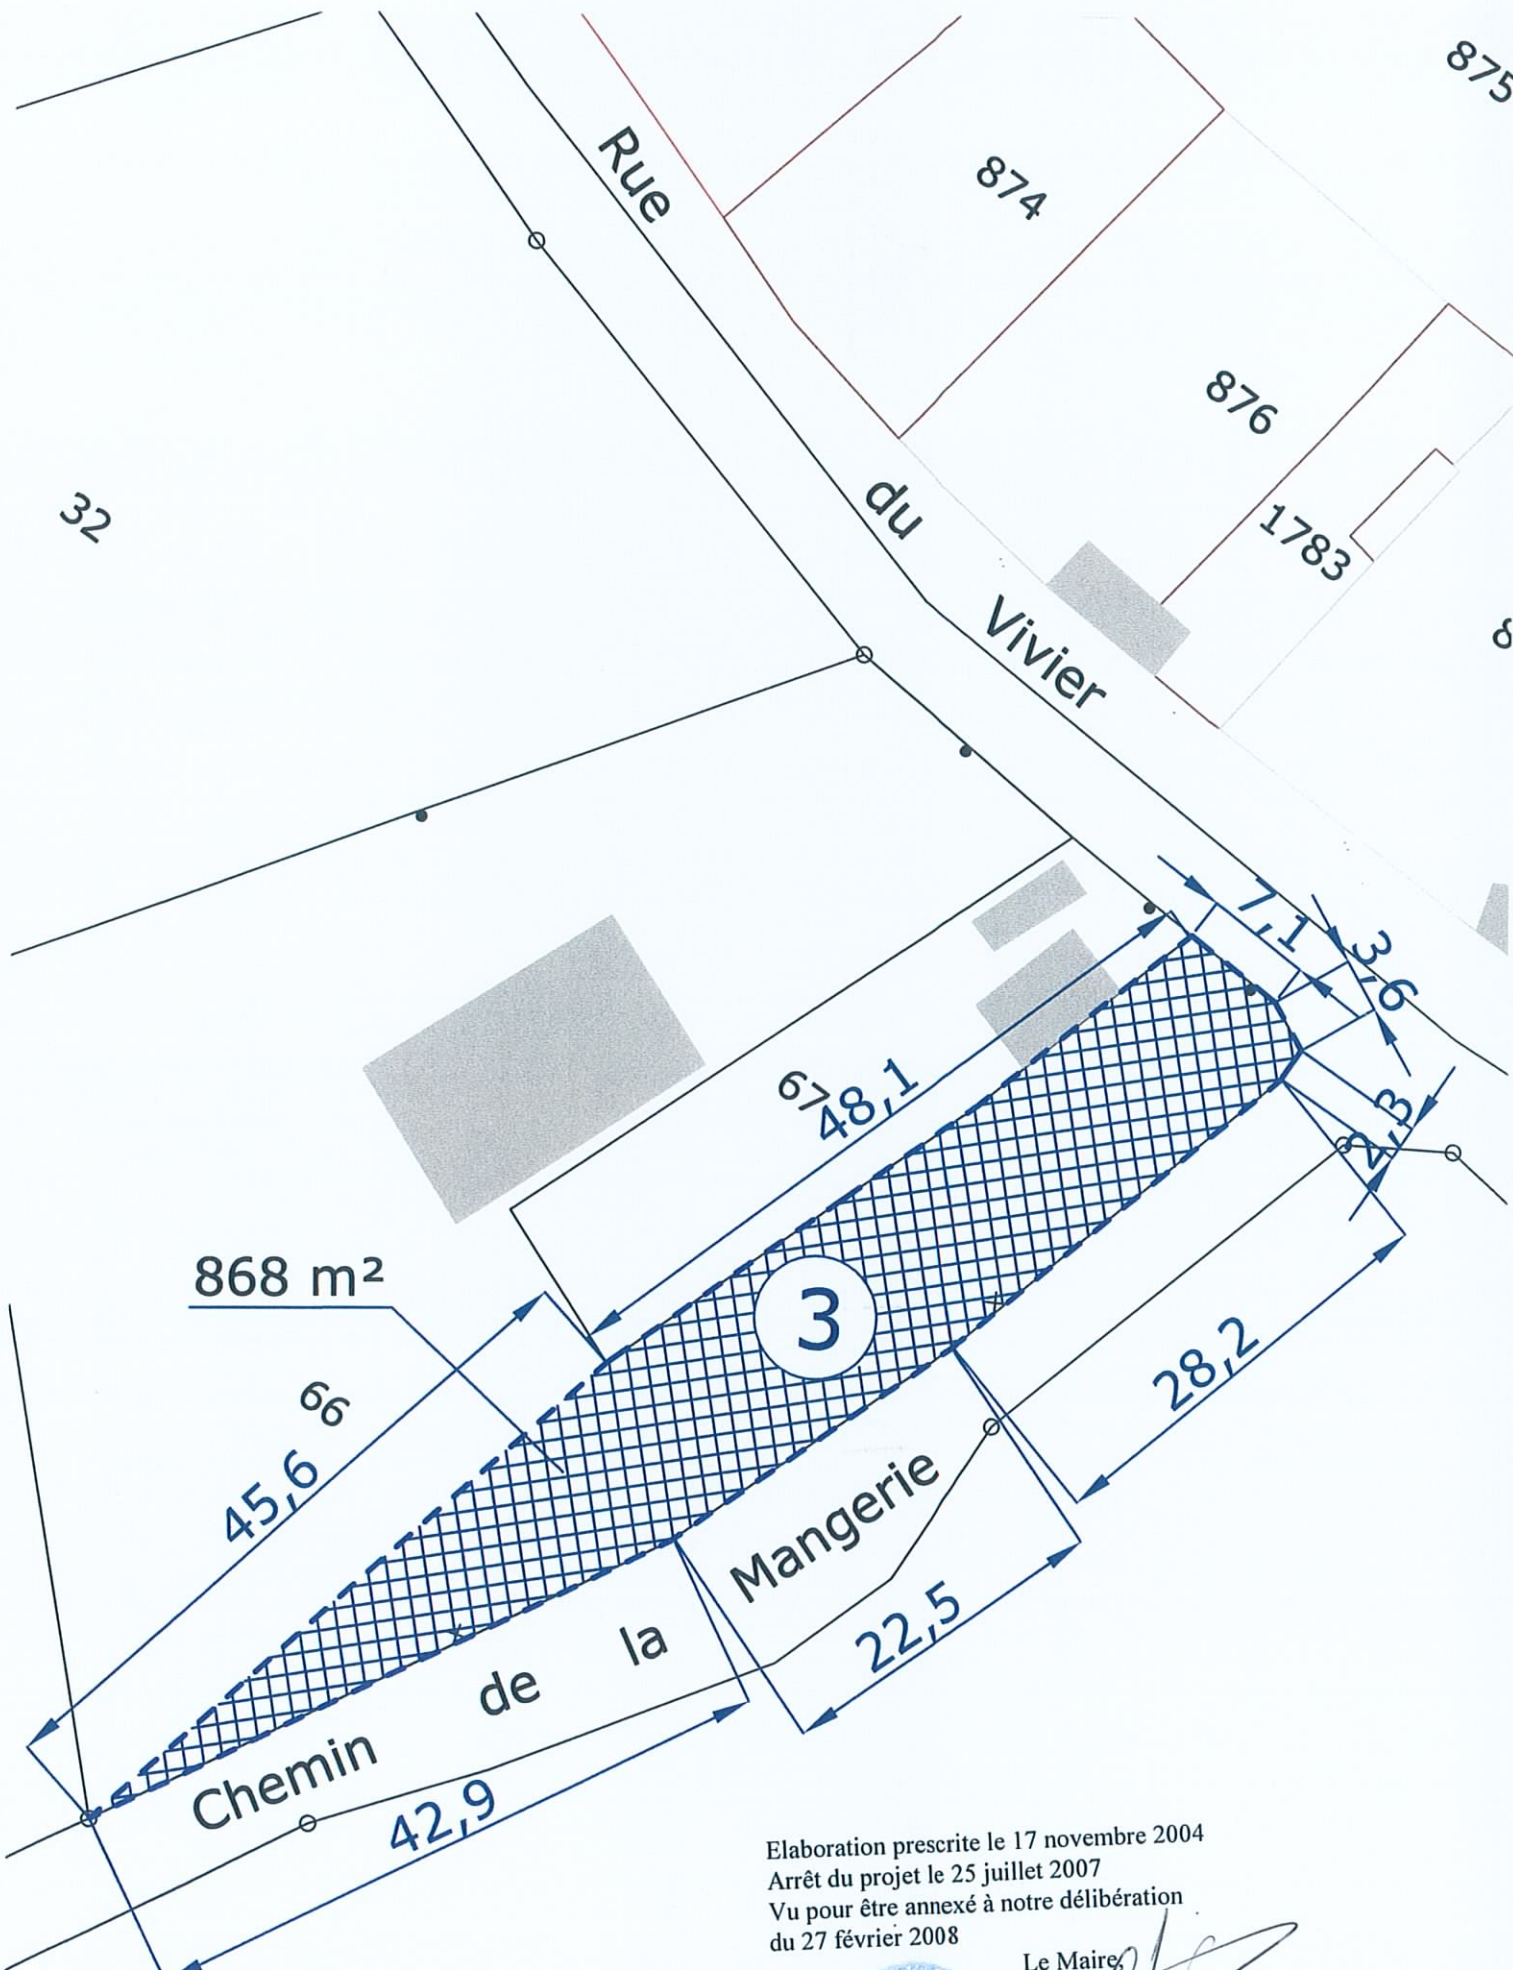 875
Rue
874
876
32
du
1783
Vivier
8
7,1
3,6
67
48,1
2,3
868 m²
3
28,2
66
45,6
Mangerie
22,5
la
de
Chemin
42,9
Elaboration prescrite le 17 novembre 2004
Arrêt du projet le 25 juillet 2007
Vu pour être annexé à notre délibération
du 27 février 2008
Le Maire,